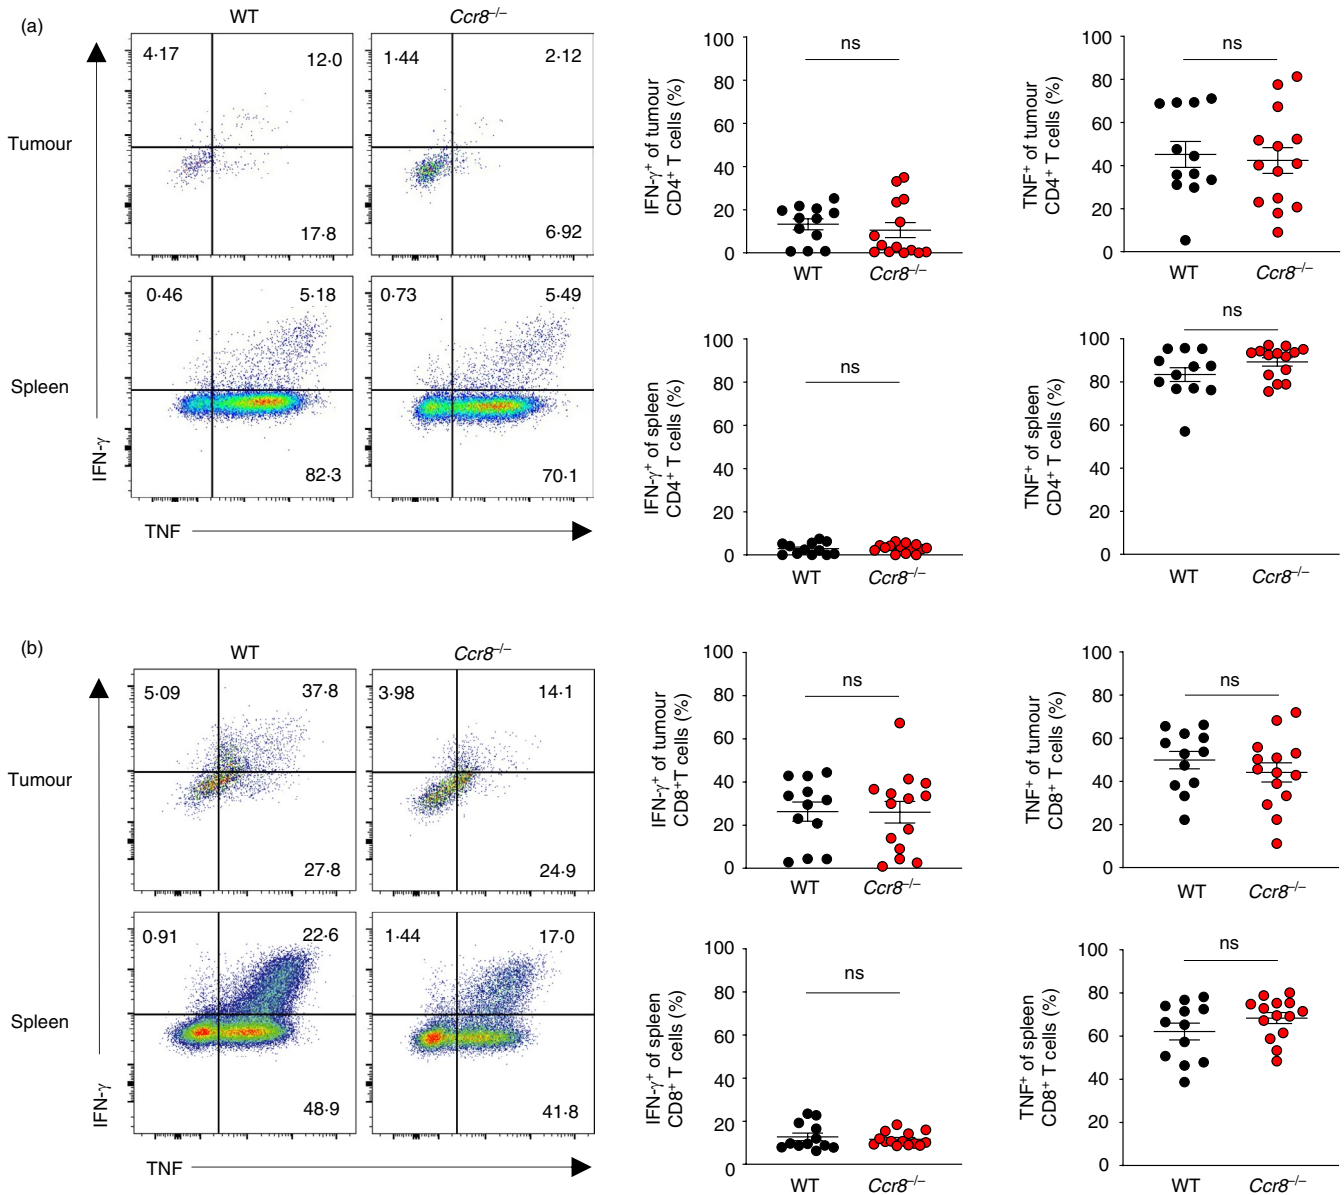 (a)
WT
Ccr8–/–
Tumour
4·17
12·0
17·8
1·44
2·12
6·92
Spleen
0·46
5·18
82·3
0·73
5·49
70·1
IFN-γ
TNF
IFN-γ+ of tumour
CD4+ T cells (%)
100
80
60
40
20
0
ns
WT
Ccr8–/–
TNF+ of tumour
CD4+ T cells (%)
100
80
60
40
20
0
ns
WT
Ccr8–/–
IFN-γ+ of spleen
CD4+ T cells (%)
100
80
60
40
20
0
ns
WT
Ccr8–/–
TNF+ of spleen
CD4+ T cells (%)
100
80
60
40
20
0
ns
WT
Ccr8–/–
(b)
WT
Ccr8–/–
Tumour
5·09
37·8
27·8
3·98
14·1
24·9
Spleen
0·91
22·6
48·9
1·44
17·0
41·8
IFN-γ
TNF
IFN-γ+ of tumour
CD8+T cells (%)
100
80
60
40
20
0
ns
WT
Ccr8–/–
TNF+ of tumour
CD8+ T cells (%)
100
80
60
40
20
0
ns
WT
Ccr8–/–
IFN-γ+ of spleen
CD8+ T cells (%)
100
80
60
40
20
0
ns
WT
Ccr8–/–
TNF+ of spleen
CD8+ T cells (%)
100
80
60
40
20
0
ns
WT
Ccr8–/–